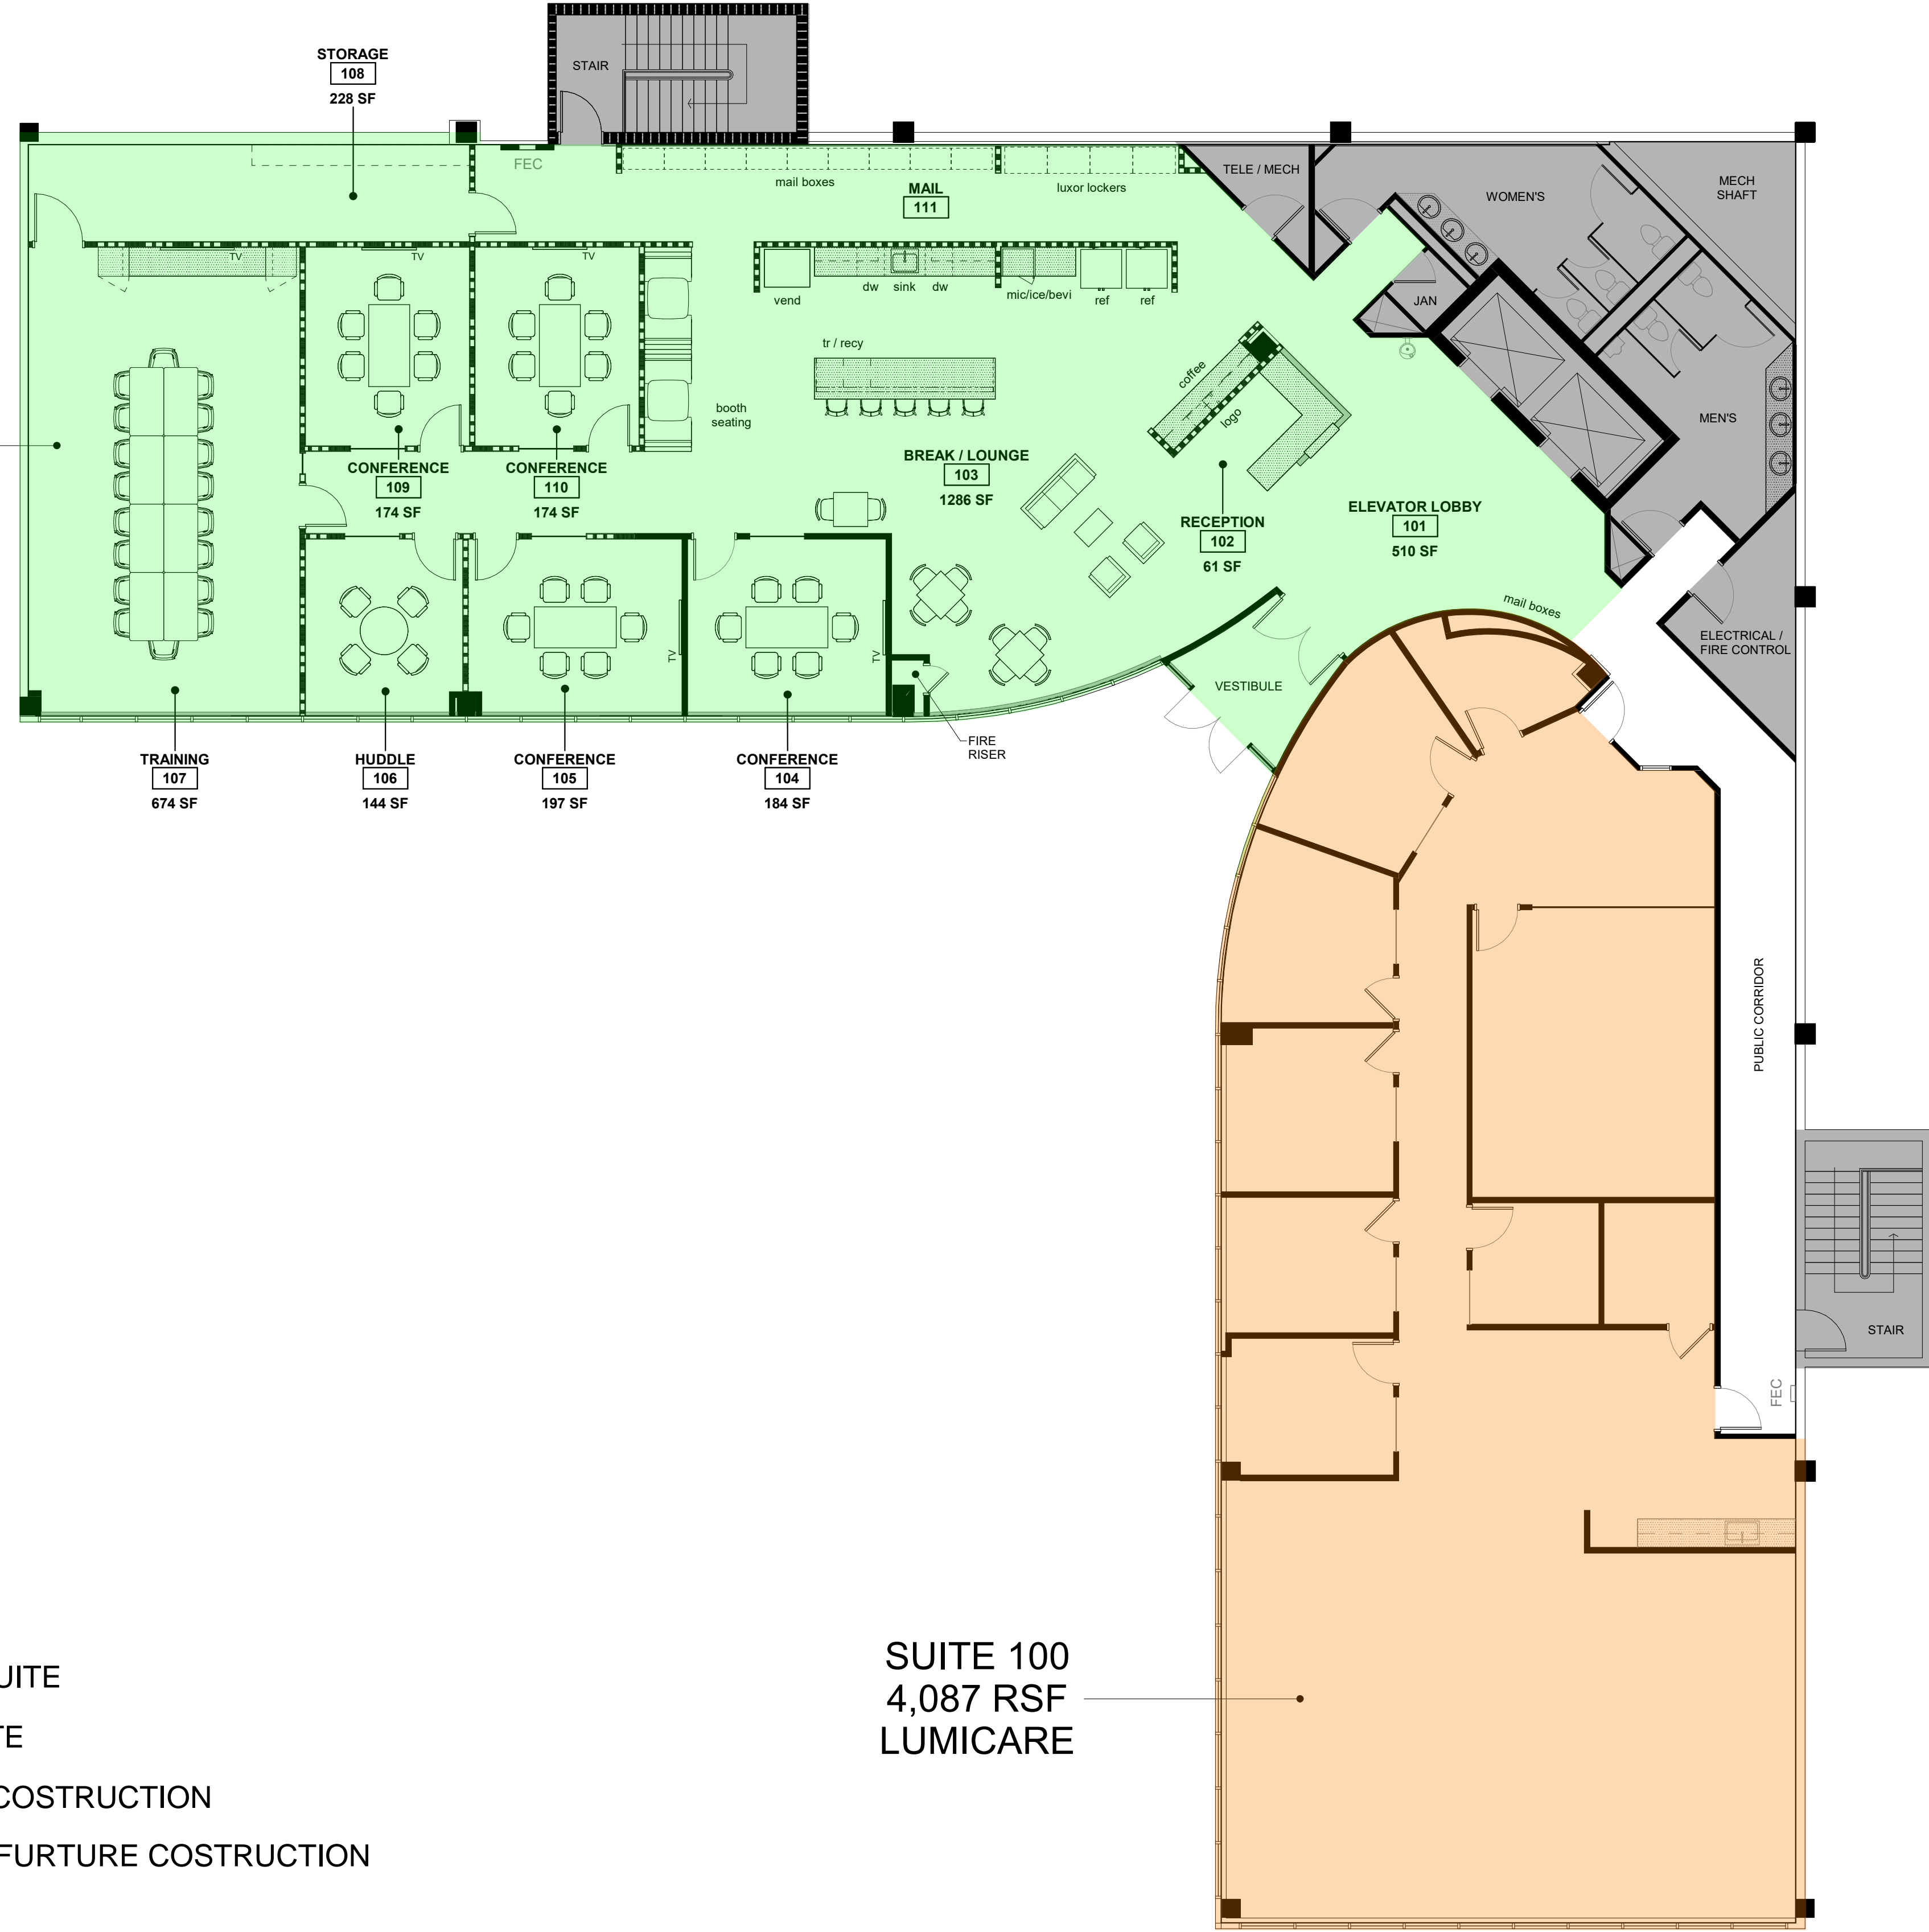 STORAGE
108
228 SF
STAIR
FEC
mail boxes
MAIL
111
luxor lockers
TELE / MECH
WOMEN'S
MECH
SHAFT
TV
TV
TV
vend
dw
sink
dw
mic/ice/bevi
ref
ref
JAN
tr / recy
coffee
logo
booth
seating
MEN'S
BREAK / LOUNGE
103
1286 SF
CONFERENCE
109
174 SF
CONFERENCE
110
174 SF
RECEPTION
102
61 SF
ELEVATOR LOBBY
101
510 SF
mail boxes
ELECTRICAL /
FIRE CONTROL
TV
TV
VESTIBULE
FIRE
RISER
TRAINING
107
674 SF
HUDDLE
106
144 SF
CONFERENCE
105
197 SF
CONFERENCE
104
184 SF
PUBLIC CORRIDOR
STAIR
FEC
SUITE 100
4,087 RSF
LUMICARE
UITE
TE
COSTRUCTION
FURTURE COSTRUCTION